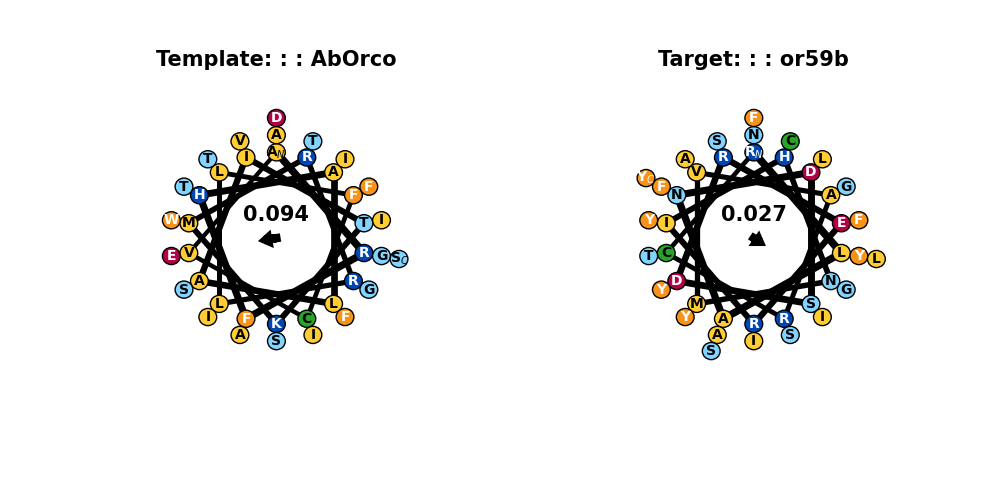 Template: : : AbOrco
Target: : : or59b
D
A
A N
V
I
T
R
T
L
I
A
T
H
F
F
W
M
0.094
T
I
E
V
R
G
S C
S
A
R
G
I
L
L
F
A
F
K
S
C
I
F
N
R N
S
R
H
C
A
V
D
L
Y C
F
N
A
G
Y
I
0.027
E
F
T
C
L
Y
L
Y
D
N
G
Y
M
S
I
A
A
S
R
I
R
S